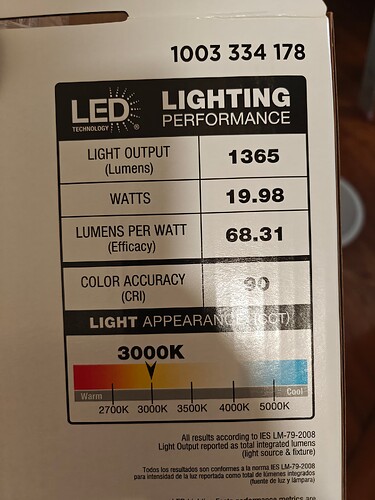 1003 334 178
LED LIGHTING
TECHNOLOGY ® PERFORMANCE
LIGHT OUTPUT
(Lumens) 1365
WATTS 19.98
LUMENS PER WATT
(Efficacy) 68.31
COLOR ACCURACY
(CRI) 90
LIGHT APPEARANCE (CCT)
3000K
Warm Cool
2700K 3000K 3500K 4000K 5000K
All results according to IES LM-79-2008
Light Output reported as total integrated lumens
(light source & fixture)
Todos los resultados son conformes a la norma IES LM-79-2008
para intensidad de la luz reportada como total de lúmenes integrados
(fuente de luz y lámpara)
performance metrics are